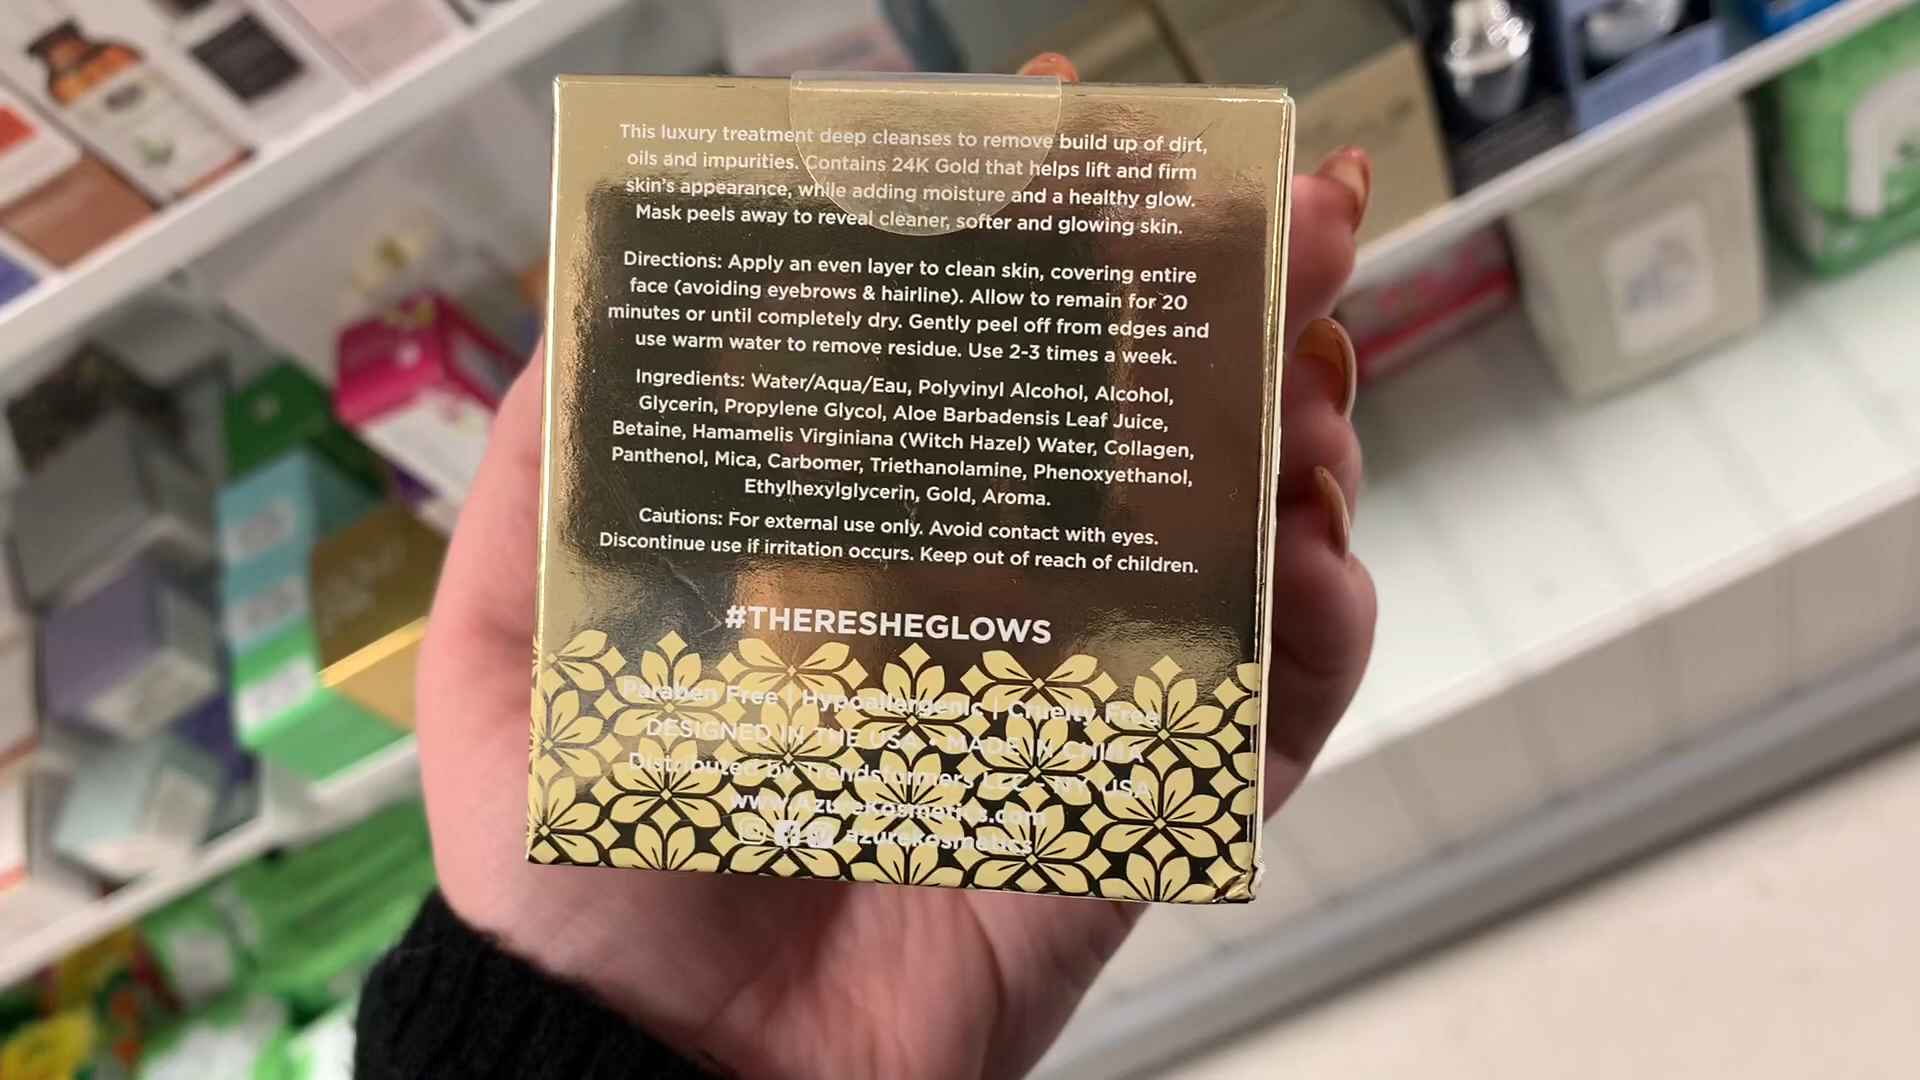 This luxury treatment deep cleanses to remove build up of dirt,
oils and impurities. Contains 24K Gold that helps lift and firm
skin's appearance, while adding moisture and a healthy glow.
Mask peels away to reveal cleaner, softer and glowing skin.
Directions: Apply an even layer to clean skin, covering entire
face (avoiding eyebrows & hairline). Allow to remain for 20
minutes or until completely dry. Gently peel off from edges and
use warm water to remove residue. Use 2-3 times a week.
Ingredients: Water/Aqua/Eau, Polyvinyl Alcohol, Alcohol,
Glycerin, Propylene Glycol, Aloe Barbadensis Leaf Juice,
Betaine, Hamamelis Virginiana (Witch Hazel) Water, Collagen,
Panthenol, Mica, Carbomer, Triethanolamine, Phenoxyethanol,
Ethylhexylglycerin, Gold, Aroma.
Cautions: For external use only. Avoid contact with eyes.
Discontinue use if irritation occurs. Keep out of reach of children.
#THERESHEGLOWS
Paraben Free | Hypoallergenic | Cruelty Free
DESIGNED IN THE USA • MADE IN CHINA
Distributed by Trendsformers LLC - NY, USA
www.AzureKosmetics.com
azurekosmetics